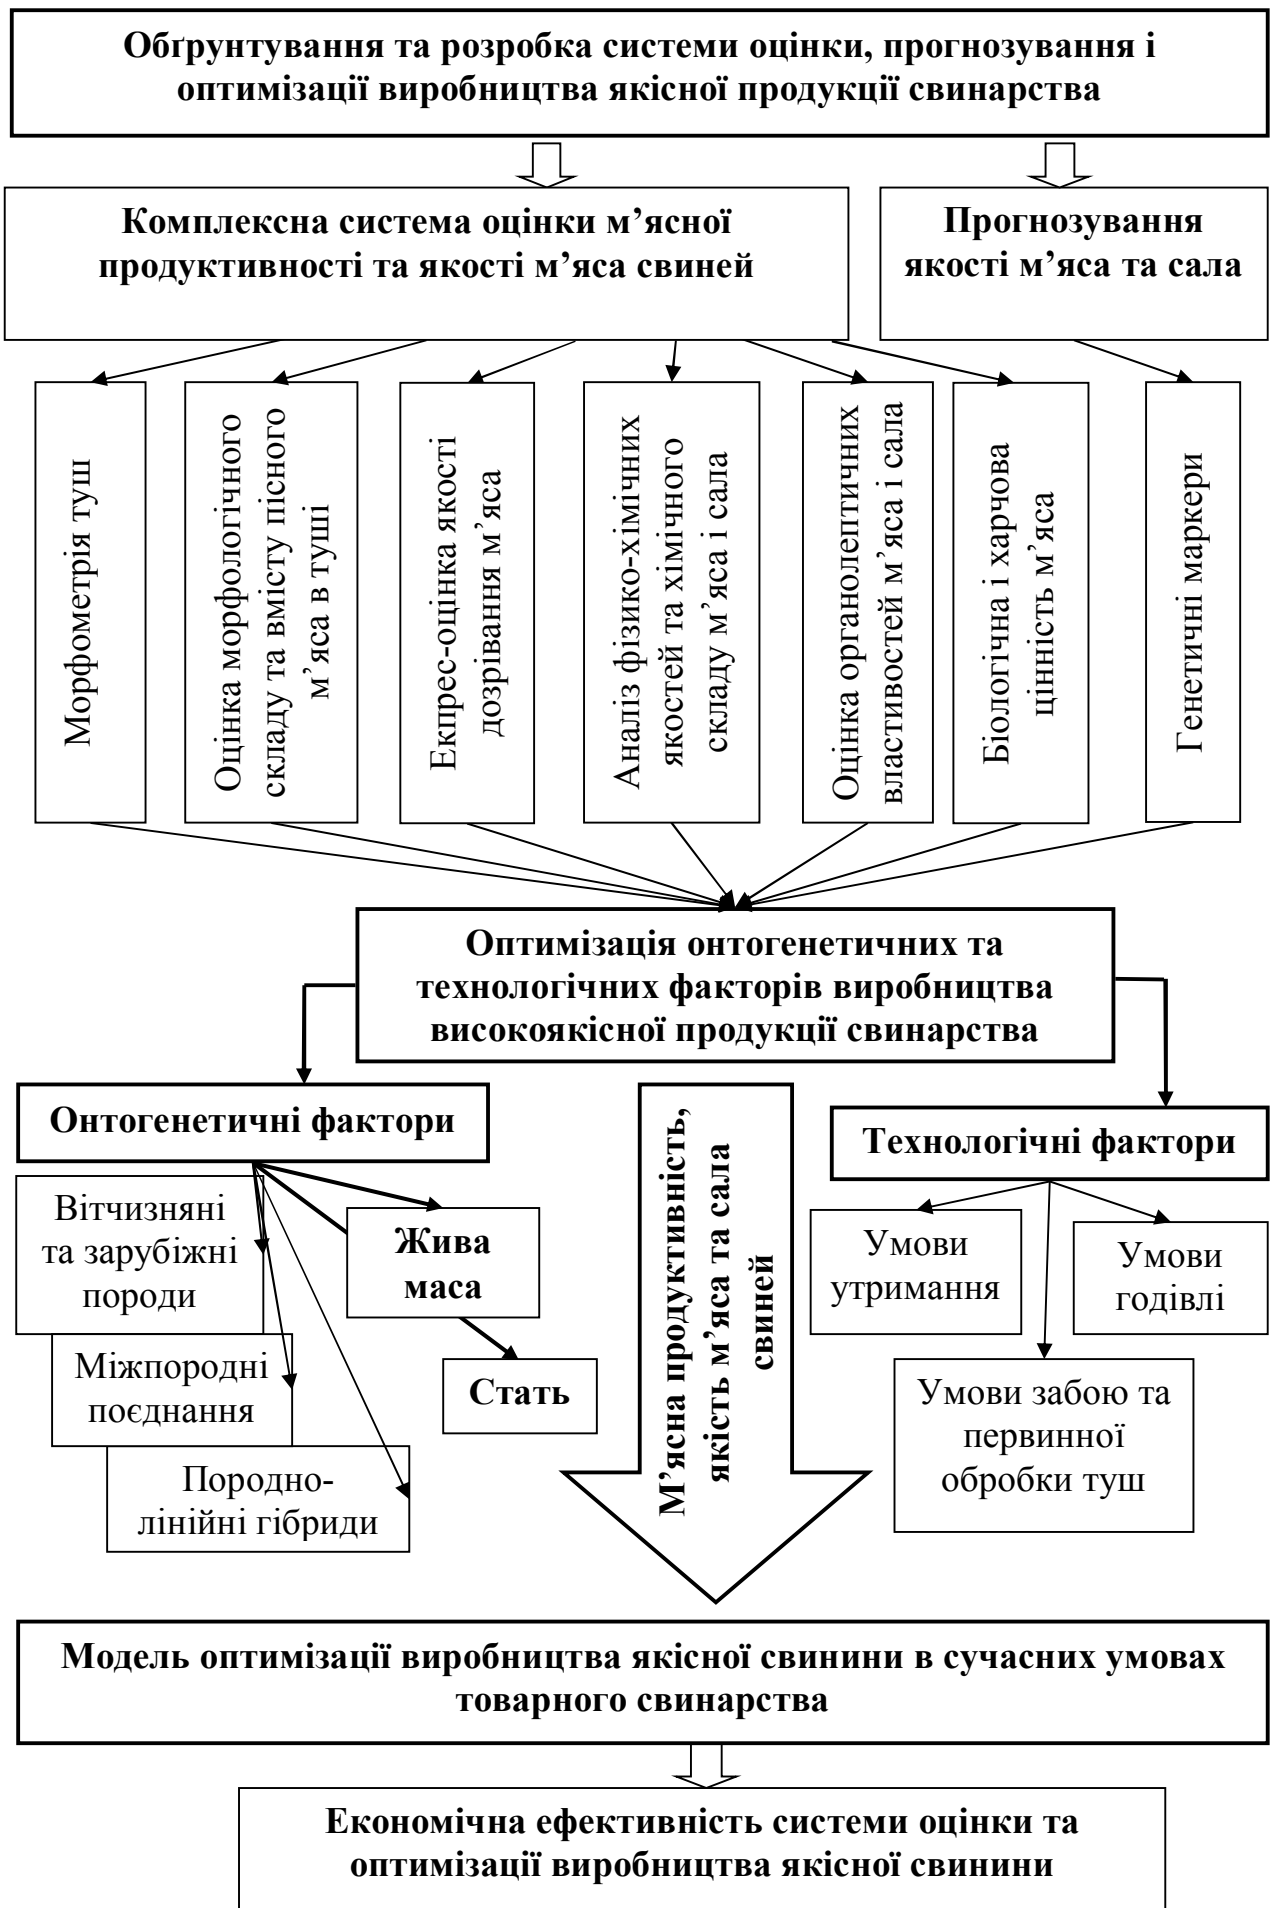 Обґрунтування та розробка системи оцінки, прогнозування і
оптимізації виробництва якісної продукції свинарства
Комплексна система оцінки м’ясної
продуктивності та якості м’яса свиней
Прогнозування
якості м’яса та сала
Морфометрія туш
Оцінка морфологічного
складу та вмісту пісного
м’яса в туші
Екпрес-оцінка якості
дозрівання м’яса
Аналіз фізико-хімічних
якостей та хімічного
складу м’яса і сала
Оцінка органолептичних
властивостей м’яса і сала
Біологічна і харчова
цінність м’яса
Генетичні маркери
Оптимізація онтогенетичних та
технологічних факторів виробництва
високоякісної продукції свинарства
Онтогенетичні фактори
Вітчизняні
та зарубіжні
породи
Міжпородні
поєднання
Породно-
лінійні гібриди
Жива
маса
Стать
М’ясна продуктивність,
якість м’яса та сала
свиней
Технологічні фактори
Умови
утримання
Умови
годівлі
Умови забою та
первинної
обробки туш
Модель оптимізації виробництва якісної свинини в сучасних умовах
товарного свинарства
Економічна ефективність системи оцінки та
оптимізації виробництва якісної свинини